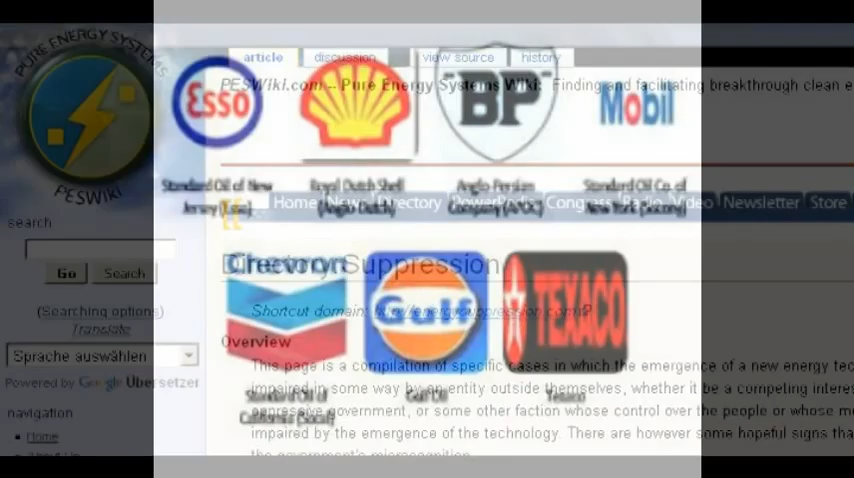 PURE ENERGY SYSTEMS
PESWiki
article discussion view source history
PESWiki.com -- Pure Energy Systems Wiki: Finding and facilitating breakthrough clean e
Esso
BP
Mobil
Standard Oil of New
Royal Dutch Shell
(Anglo Dutch)
Anglo-Persian
Company (APOC)
Standard Oil Co. of
New York (Socony)
search
Home News Directory PowerPedia Congress Radio Video Newsletter Store
Go Search
Directory:Suppression
Chevron
Gulf
TEXACO
(Searching options)
Translate
Shortcut domain:
Sprache auswählen
Overview
Powered by Google Übersetzer
This page is a compilation of specific cases in which the emergence of a new energy tec
impaired in some way by an entity outside themselves, whether it be a competing interes
Standard Oil of
California (Socal)
Gulf Oil
Texaco
navigation
oppressive government, or some other faction whose control over the people or whose mo
Home
impaired by the emergence of the technology. There are however some hopeful signs tha
the government's